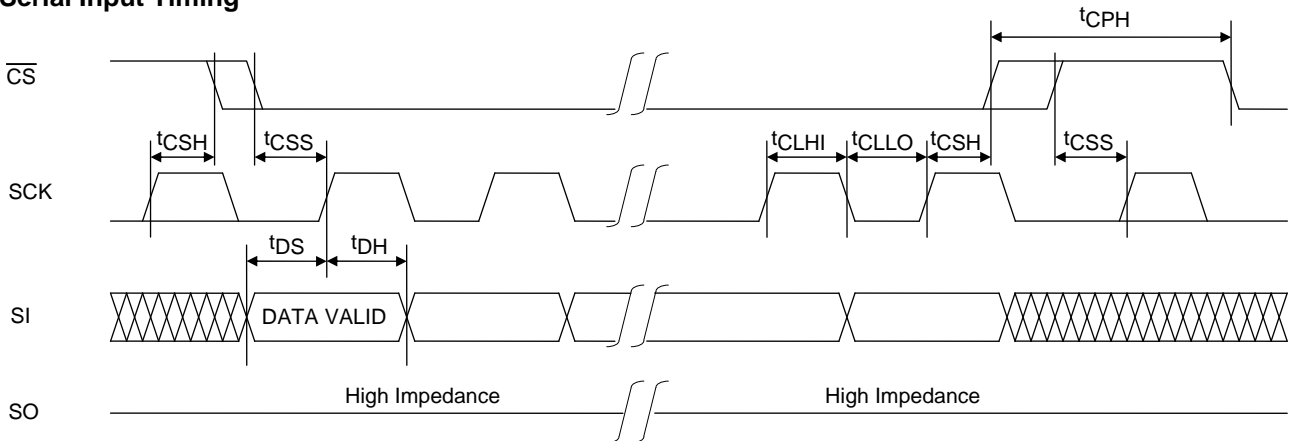 Serial Input Timing
tCPH
CS
tCSH tCSS tCLHI tCLLO tCSH tCSS
SCK
tDS tDH
SI DATA VALID
High Impedance High Impedance
SO